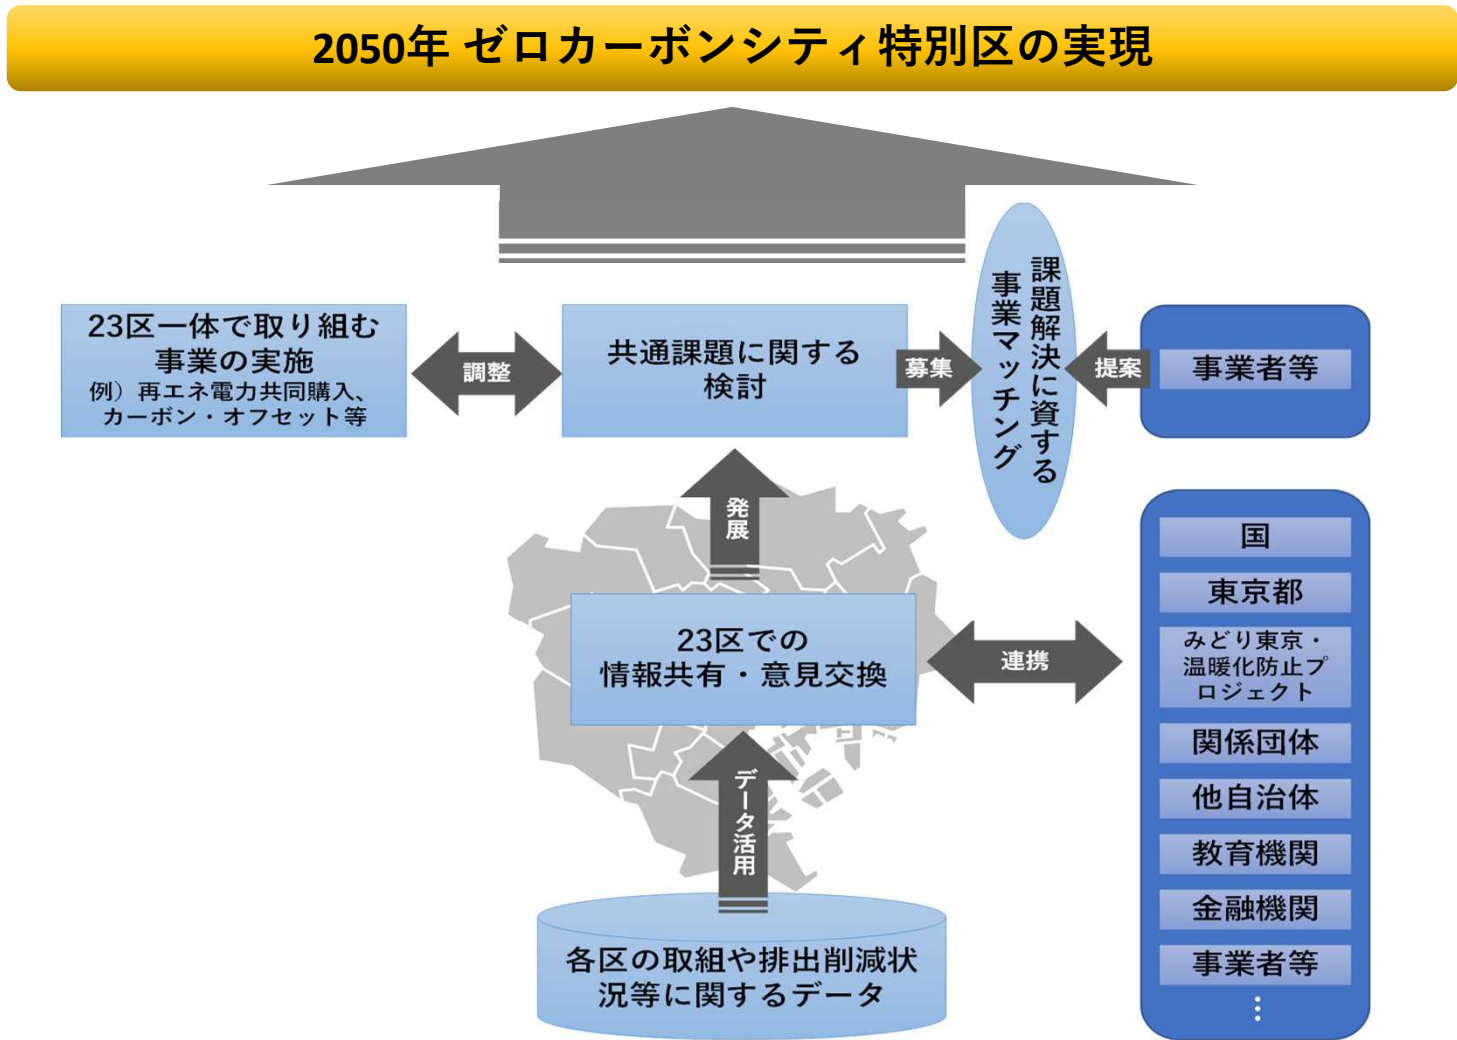 2050年 ゼロカーボンシティ特別区の実現
23区一体で取り組む
事業の実施
例）再エネ電力共同購入、
カーボン・オフセット等
調整
共通課題に関する
検討
募集
課題解決に資する
事業マッチング
提案
事業者等
発展
23区での
情報共有・意見交換
連携
国
東京都
みどり東京・
温暖化防止プ
ロジェクト
関係団体
他自治体
教育機関
金融機関
事業者等
⋮
データ活用
各区の取組や排出削減状
況等に関するデータ